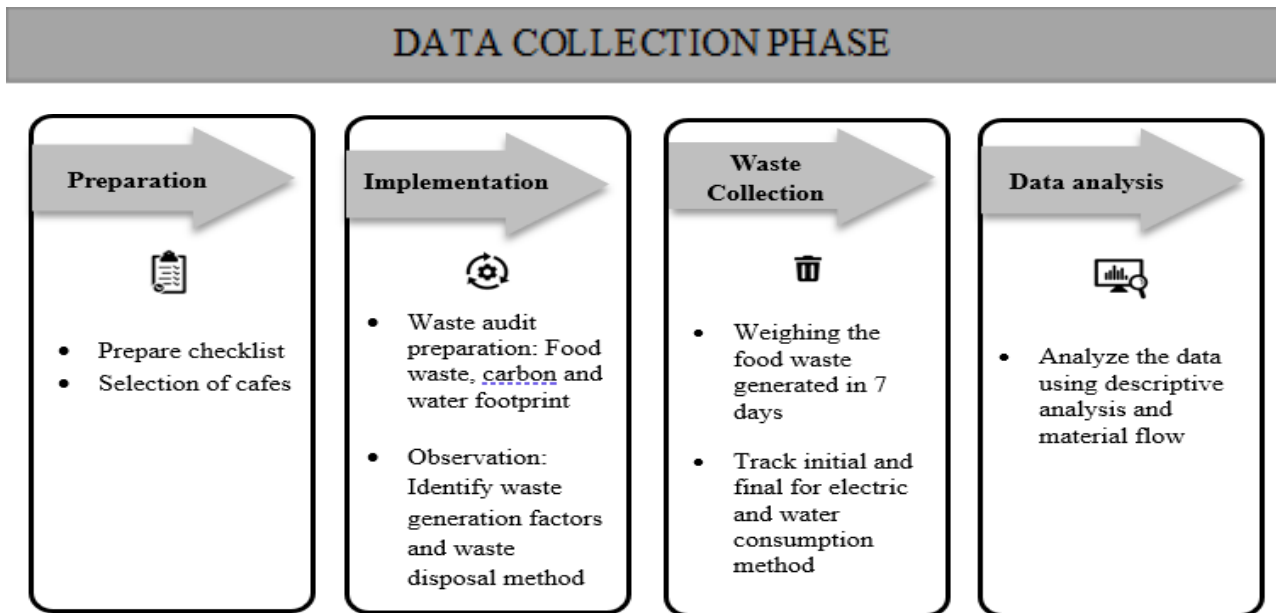 DATA COLLECTION PHASE
Preparation
• Prepare checklist
• Selection of cafes
Implementation
• Waste audit
preparation: Food
waste, carbon and
water footprint
• Observation:
Identify waste
generation factors
and waste
disposal method
Waste
Collection
• Weighing the
food waste
generated in 7
days
• Track initial and
final for electric
and water
consumption
method
Data analysis
• Analyze the data
using descriptive
analysis and
material flow